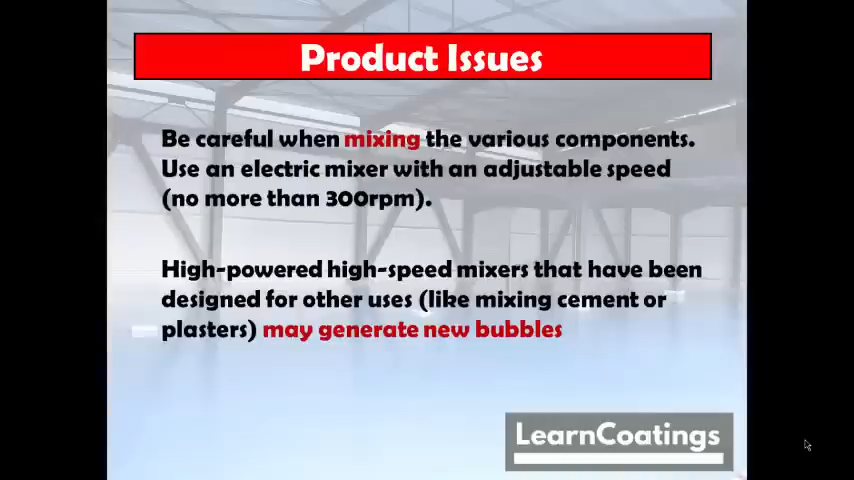 Product Issues
Be careful when mixing the various components.
Use an electric mixer with an adjustable speed
(no more than 300rpm).
High-powered high-speed mixers that have been
designed for other uses (like mixing cement or
plasters) may generate new bubbles
LearnCoatings